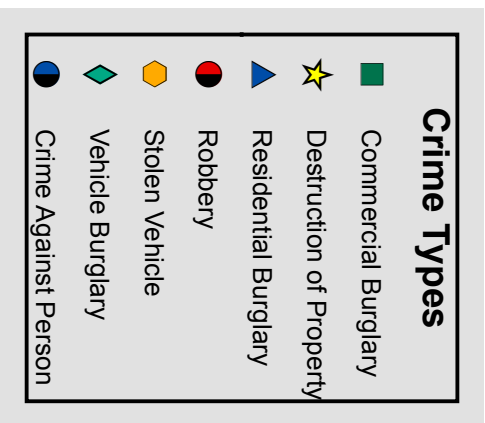 Crime Types
Commercial Burglary
Destruction of Property
Residential Burglary
Robbery
Stolen Vehicle
Vehicle Burglary
Crime Against Person